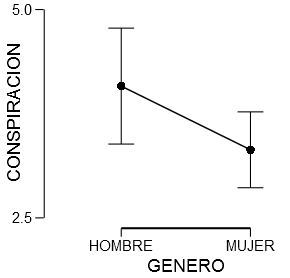 5.0
CONSPIRACION
2.5
HOMBRE MUJER
GENERO